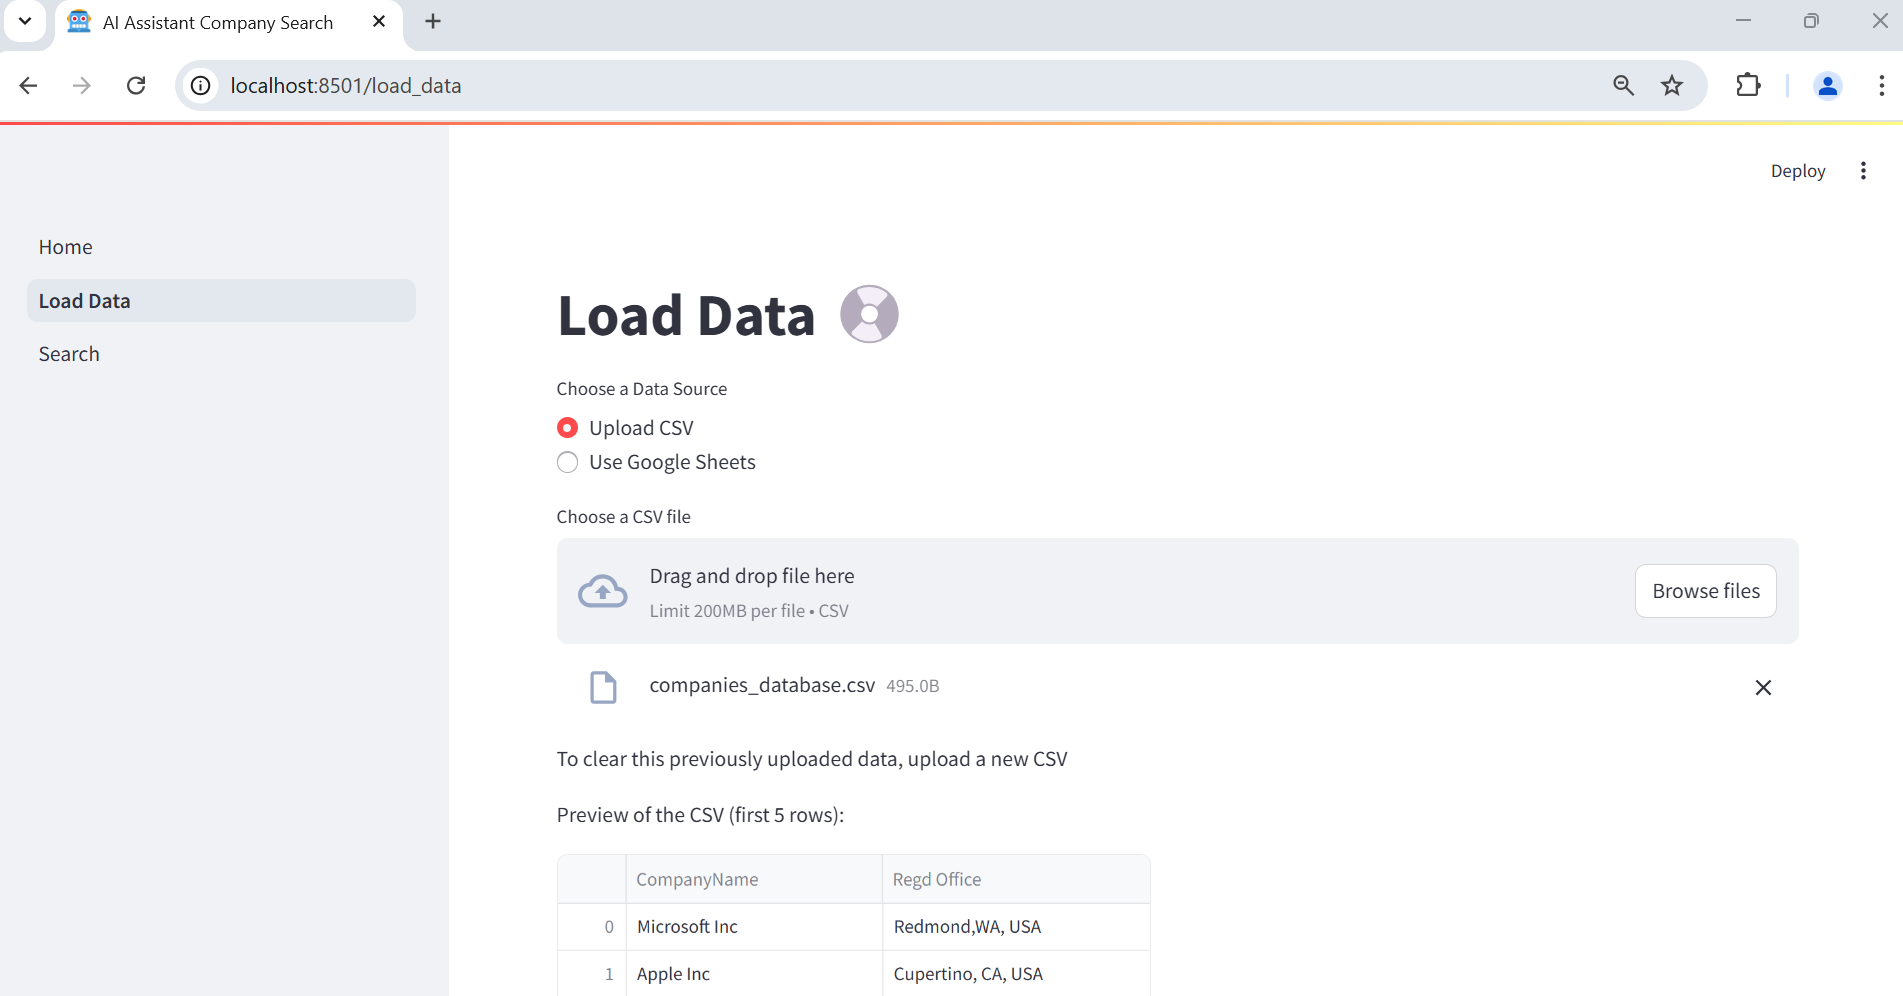 AI Assistant Company Search
localhost:8501/load_data
Deploy
Home
Load Data
Search
Load Data
Choose a Data Source
Upload CSV
Use Google Sheets
Choose a CSV file
Drag and drop file here
Limit 200MB per file • CSV
Browse files
companies_database.csv 495.0B
To clear this previously uploaded data, upload a new CSV
Preview of the CSV (first 5 rows):
CompanyName Regd Office
0 Microsoft Inc Redmond,WA, USA
1 Apple Inc Cupertino, CA, USA